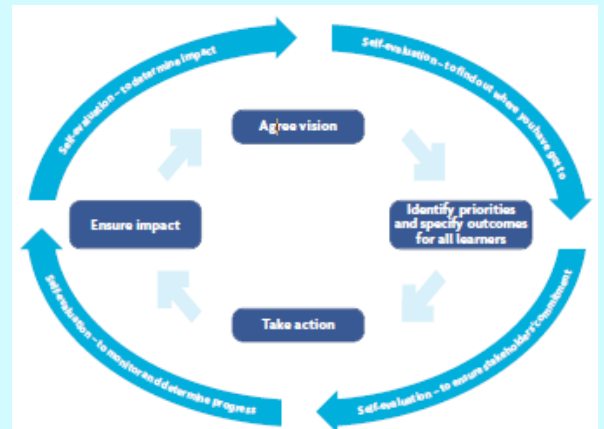 Self-evaluation – to determine impact
Self-evaluation – to find out where you have got to
Agree vision
Ensure impact
Identify priorities
and specify outcomes
for all learners
Take action
Self-evaluation – to monitor and determine progress
Self-evaluation – to ensure stakeholders' commitment